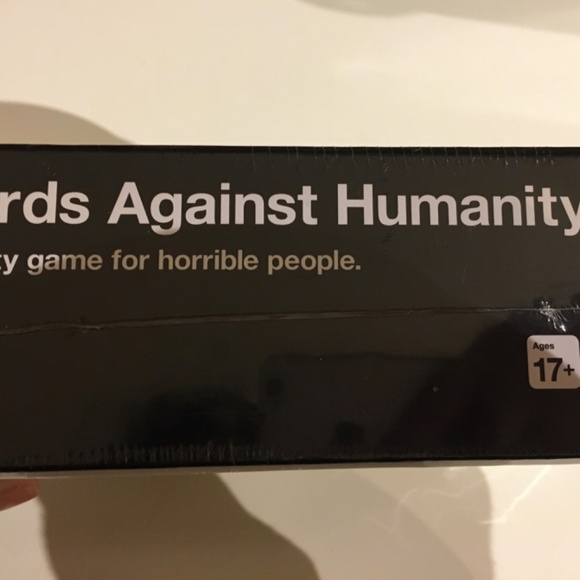 rds Against Humanity
ty game for horrible people.
Ages
17+